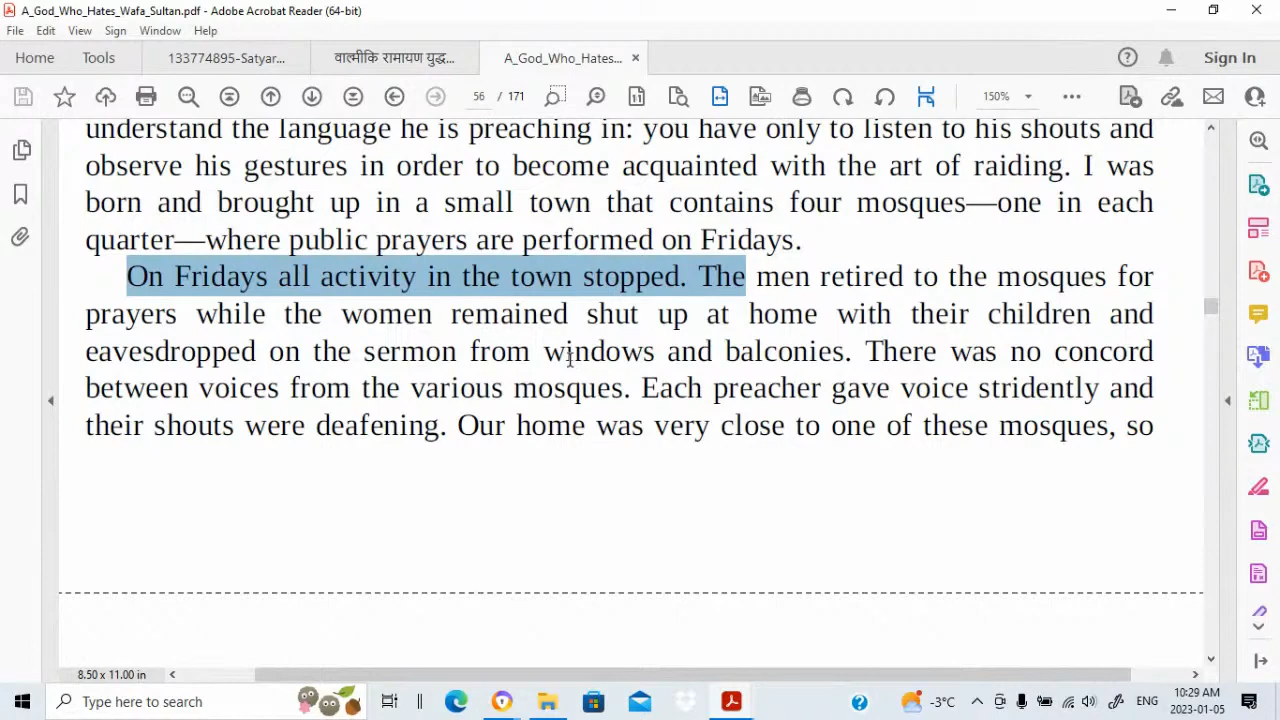 A_God_Who_Hates_Wafa_Sultan.pdf - Adobe Acrobat Reader (64-bit)
File Edit View Sign Window Help
Home Tools 133774895-Satyar... वाल्मीकि रामायण युद्ध... A_God_Who_Hates... × Sign In
56 / 171 150%
understand the language he is preaching in: you have only to listen to his shouts and
observe his gestures in order to become acquainted with the art of raiding. I was
born and brought up in a small town that contains four mosques—one in each
quarter—where public prayers are performed on Fridays.
On Fridays all activity in the town stopped. The men retired to the mosques for
prayers while the women remained shut up at home with their children and
eavesdropped on the sermon from windows and balconies. There was no concord
between voices from the various mosques. Each preacher gave voice stridently and
their shouts were deafening. Our home was very close to one of these mosques, so
8.50 x 11.00 in
Type here to search -3°C ENG 10:29 AM
2023-01-05